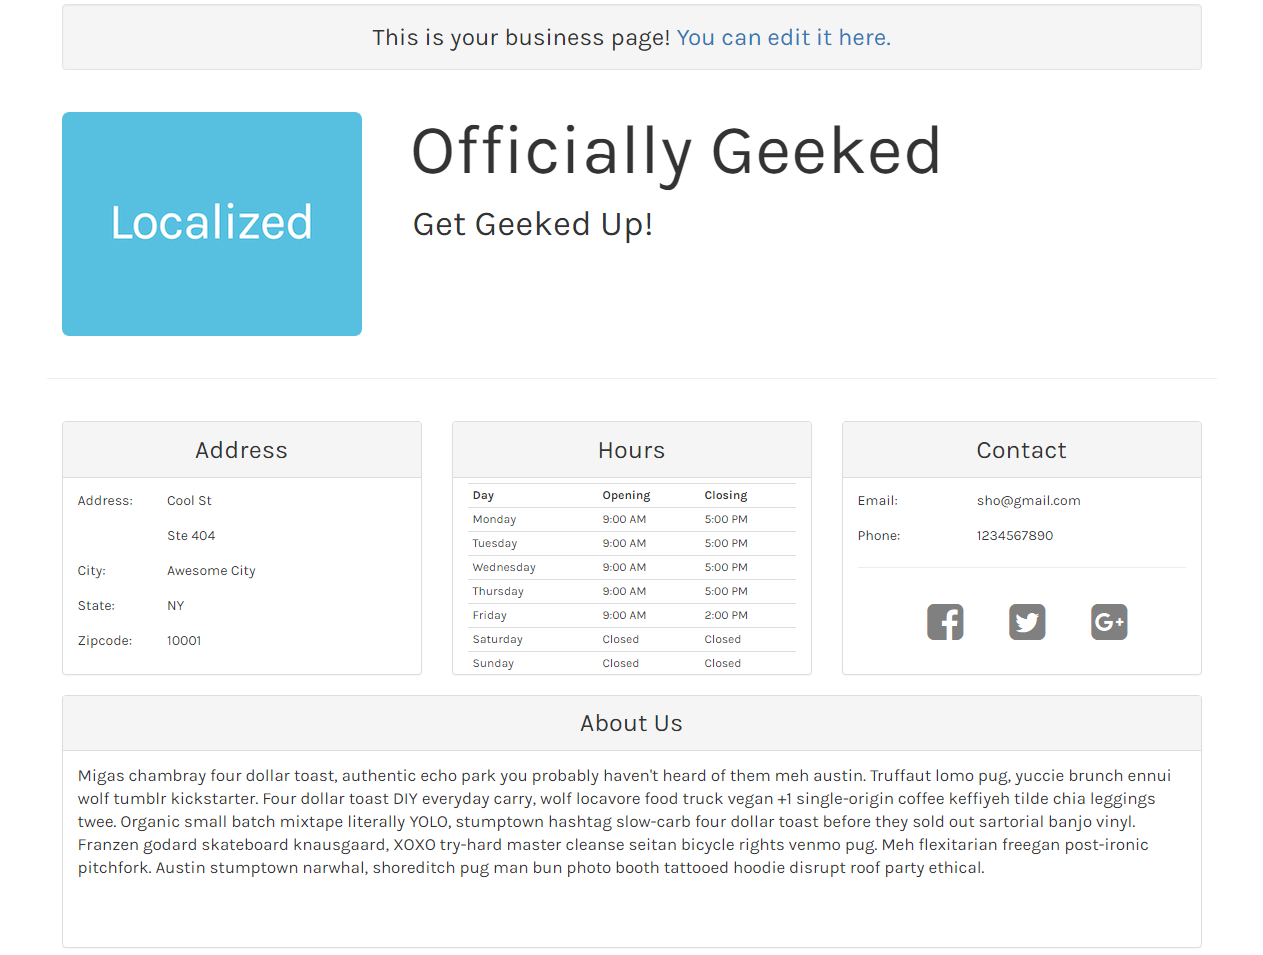 This is your business page! You can edit it here.
Localized
Officially Geeked
Get Geeked Up!
Address
Address: Cool St
Ste 404
City: Awesome City
State: NY
Zipcode: 10001
Hours
Day Opening Closing
Monday 9:00 AM 5:00 PM
Tuesday 9:00 AM 5:00 PM
Wednesday 9:00 AM 5:00 PM
Thursday 9:00 AM 5:00 PM
Friday 9:00 AM 2:00 PM
Saturday Closed Closed
Sunday Closed Closed
Contact
Email: sho@gmail.com
Phone: 1234567890
G+
About Us
Migas chambray four dollar toast, authentic echo park you probably haven't heard of them meh austin. Truffaut lomo pug, yuccie brunch ennui
wolf tumblr kickstarter. Four dollar toast DIY everyday carry, wolf locavore food truck vegan +1 single-origin coffee keffiyeh tilde chia leggings
twee. Organic small batch mixtape literally YOLO, stumptown hashtag slow-carb four dollar toast before they sold out sartorial banjo vinyl.
Franzen godard skateboard knausgaard, XOXO try-hard master cleanse seitan bicycle rights venmo pug. Meh flexitarian freegan post-ironic
pitchfork. Austin stumptown narwhal, shoreditch pug man bun photo booth tattooed hoodie disrupt roof party ethical.